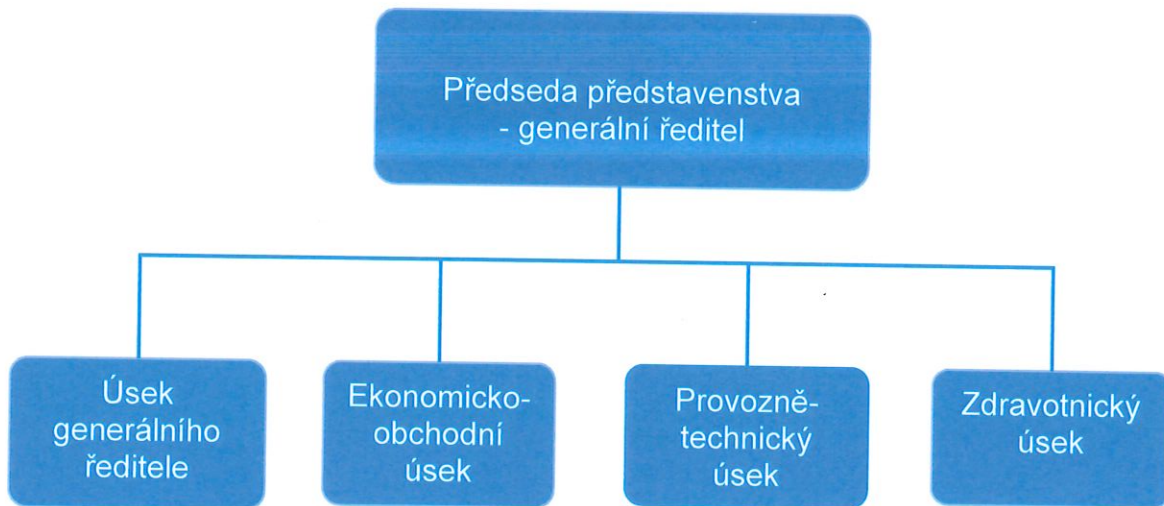 Předseda představenstva
- generální ředitel
Úsek
generálního
ředitele
Ekonomicko-
obchodní
úsek
Provozně-
technický
úsek
Zdravotnický
úsek